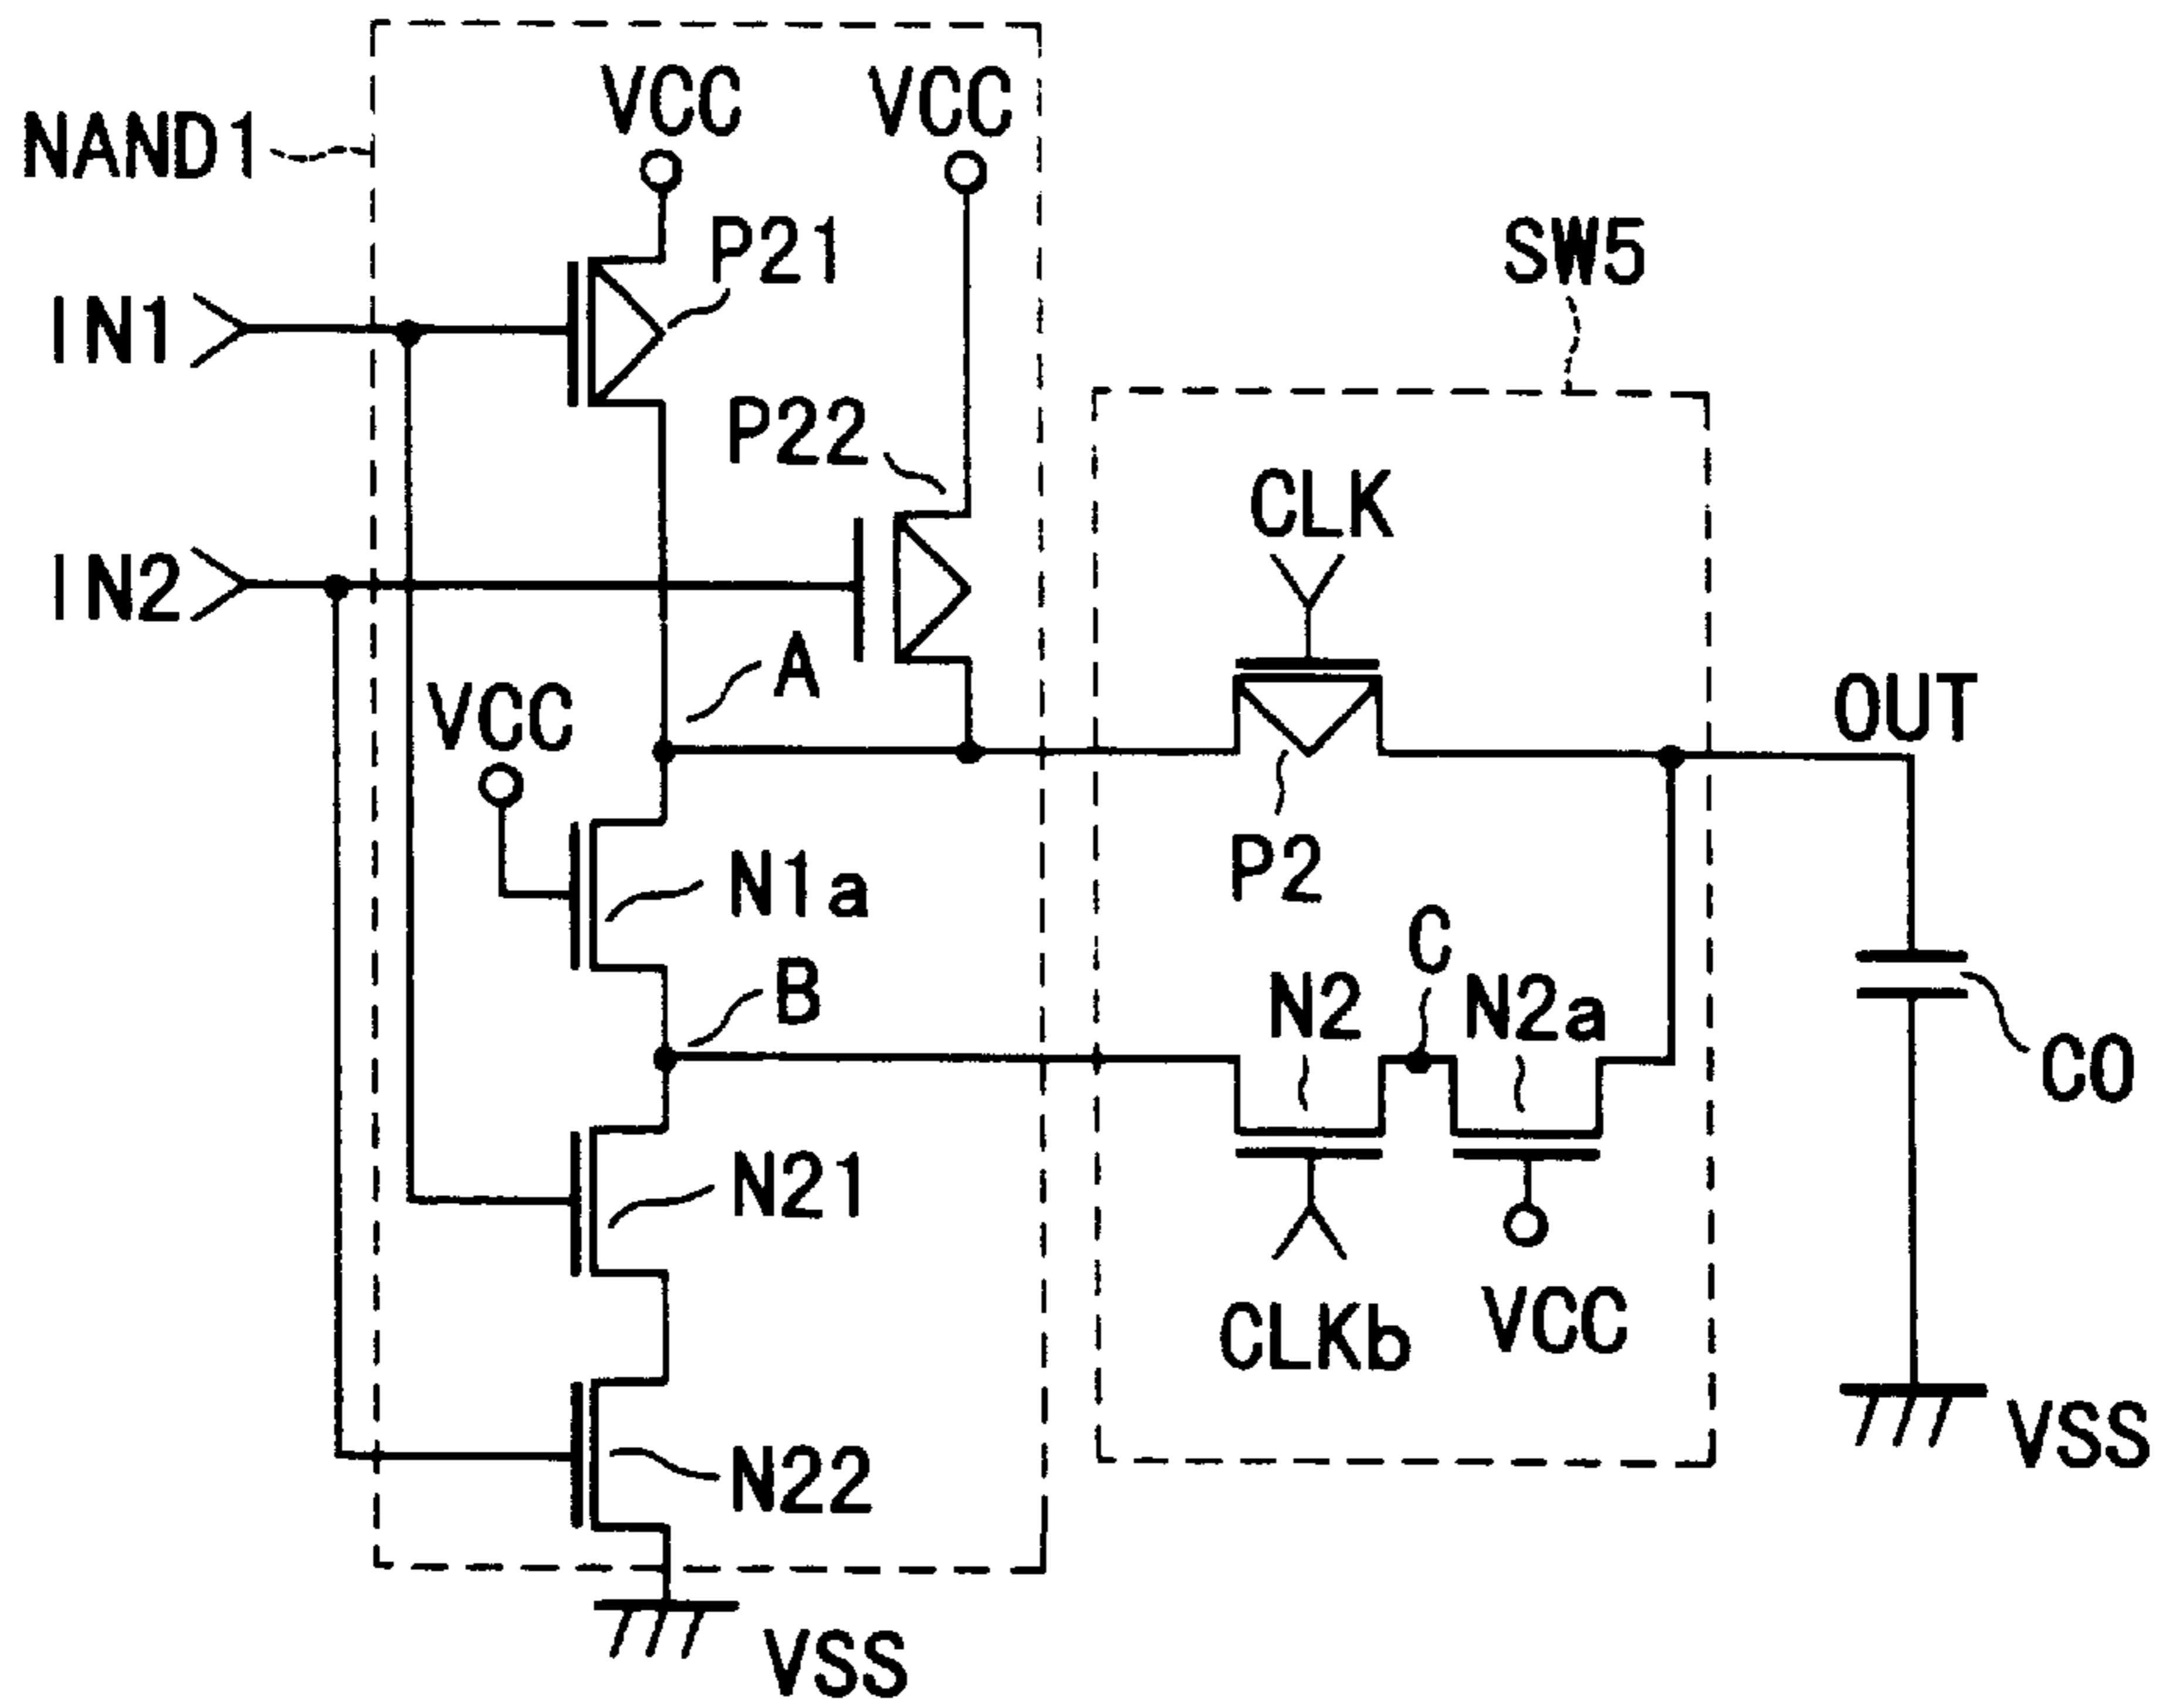 VCC
VCC
NAND1
P21
SW5
IN1
P22
CLK
IN2
A
OUT
VCC
P2
N1a
C
B
N2
N2a
C0
N21
CLKb
VCC
VSS
N22
VSS